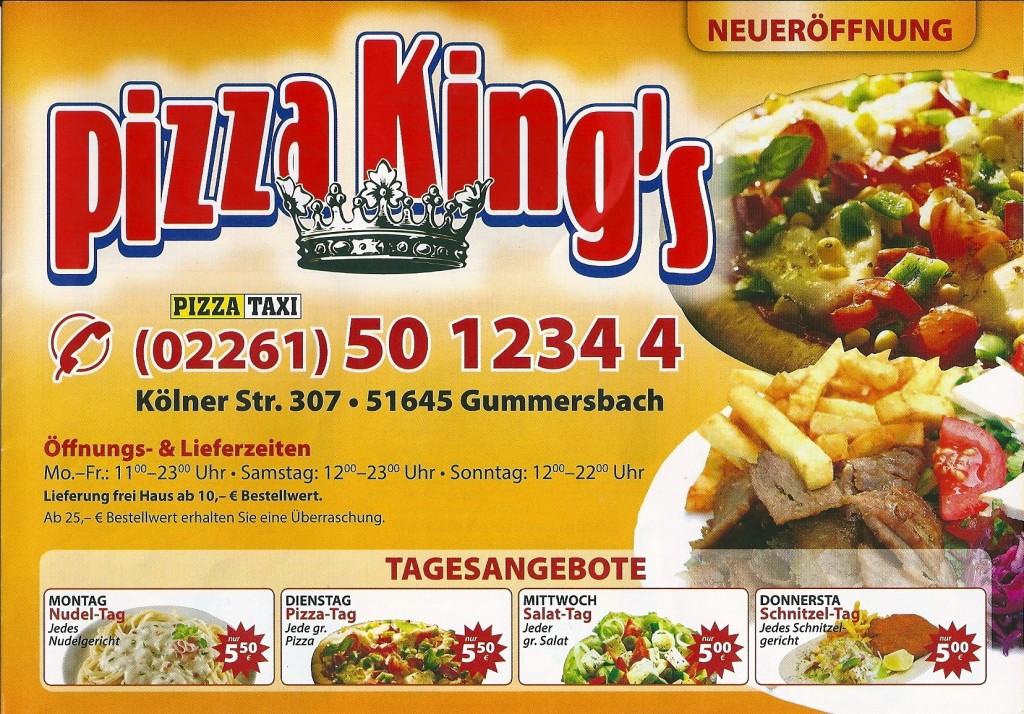 NEUERÖFFNUNG
Pizza King's
PIZZA TAXI
(02261) 50 1234 4
Kölner Str. 307 • 51645 Gummersbach
Öffnungs- & Lieferzeiten
Mo.–Fr.: 11⁰⁰–23⁰⁰ Uhr • Samstag: 12⁰⁰–23⁰⁰ Uhr • Sonntag: 12⁰⁰–22⁰⁰ Uhr
Lieferung frei Haus ab 10,– € Bestellwert.
Ab 25,– € Bestellwert erhalten Sie eine Überraschung.
TAGESANGEBOTE
MONTAG
Nudel-Tag
Jedes
Nudelgericht
nur
5⁵⁰
€
DIENSTAG
Pizza-Tag
Jede gr.
Pizza
nur
5⁵⁰
€
MITTWOCH
Salat-Tag
Jeder
gr. Salat
nur
5⁰⁰
€
DONNERSTA
Schnitzel-Tag
Jedes Schnitzel-
gericht
nur
5⁰⁰
€